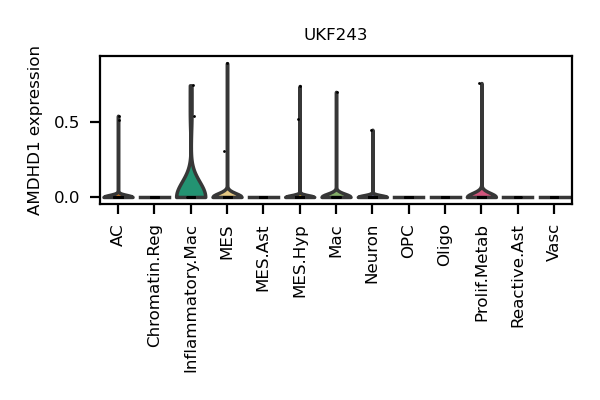 UKF243
AMDHD1 expression
0.5
0.0
AC
Chromatin.Reg
Inflammatory.Mac
MES
MES.Ast
MES.Hyp
Mac
Neuron
OPC
Oligo
Prolif.Metab
Reactive.Ast
Vasc